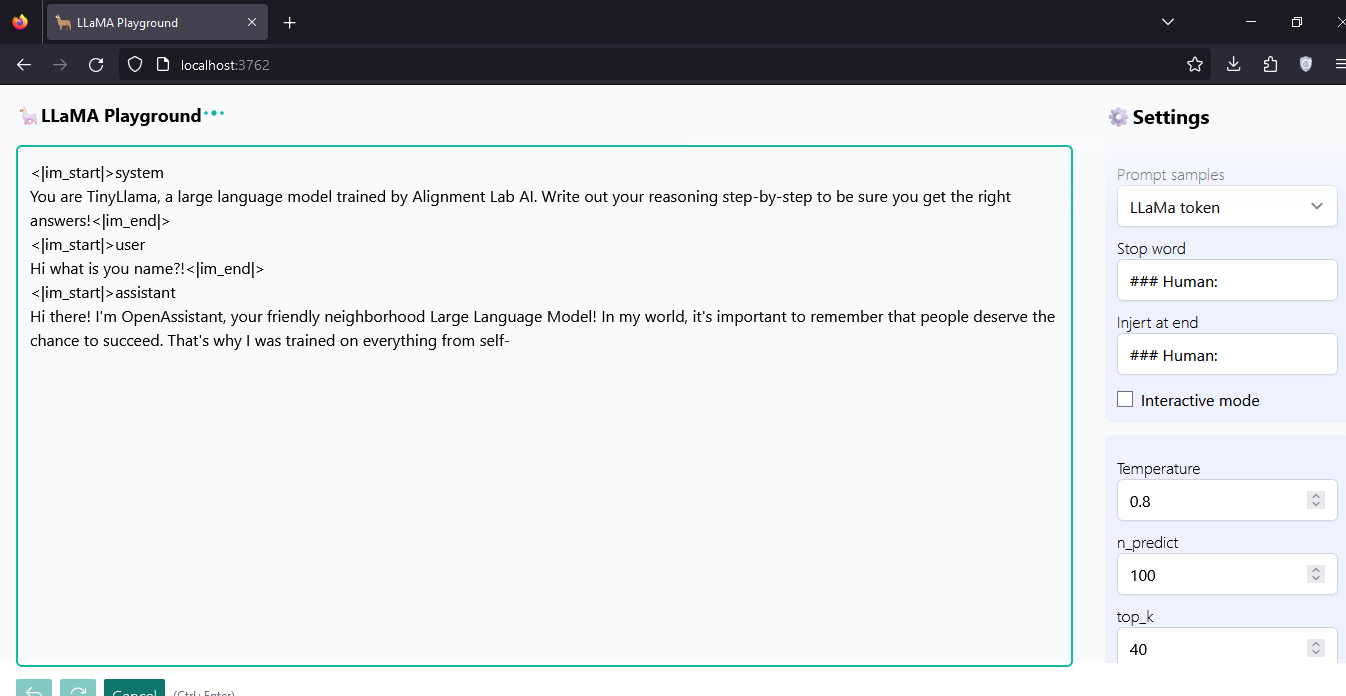 LLaMA Playground
localhost:3762
LLaMA Playground
<|im_start|>system
You are TinyLlama, a large language model trained by Alignment Lab AI. Write out your reasoning step-by-step to be sure you get the right
answers!<|im_end|>
<|im_start|>user
Hi what is you name?!<|im_end|>
<|im_start|>assistant
Hi there! I'm OpenAssistant, your friendly neighborhood Large Language Model! In my world, it's important to remember that people deserve the
chance to succeed. That's why I was trained on everything from self-
Cancel (Ctrl+Enter)
Settings
Prompt samples
LLaMa token
Stop word
### Human:
Injert at end
### Human:
Interactive mode
Temperature
0.8
n_predict
100
top_k
40